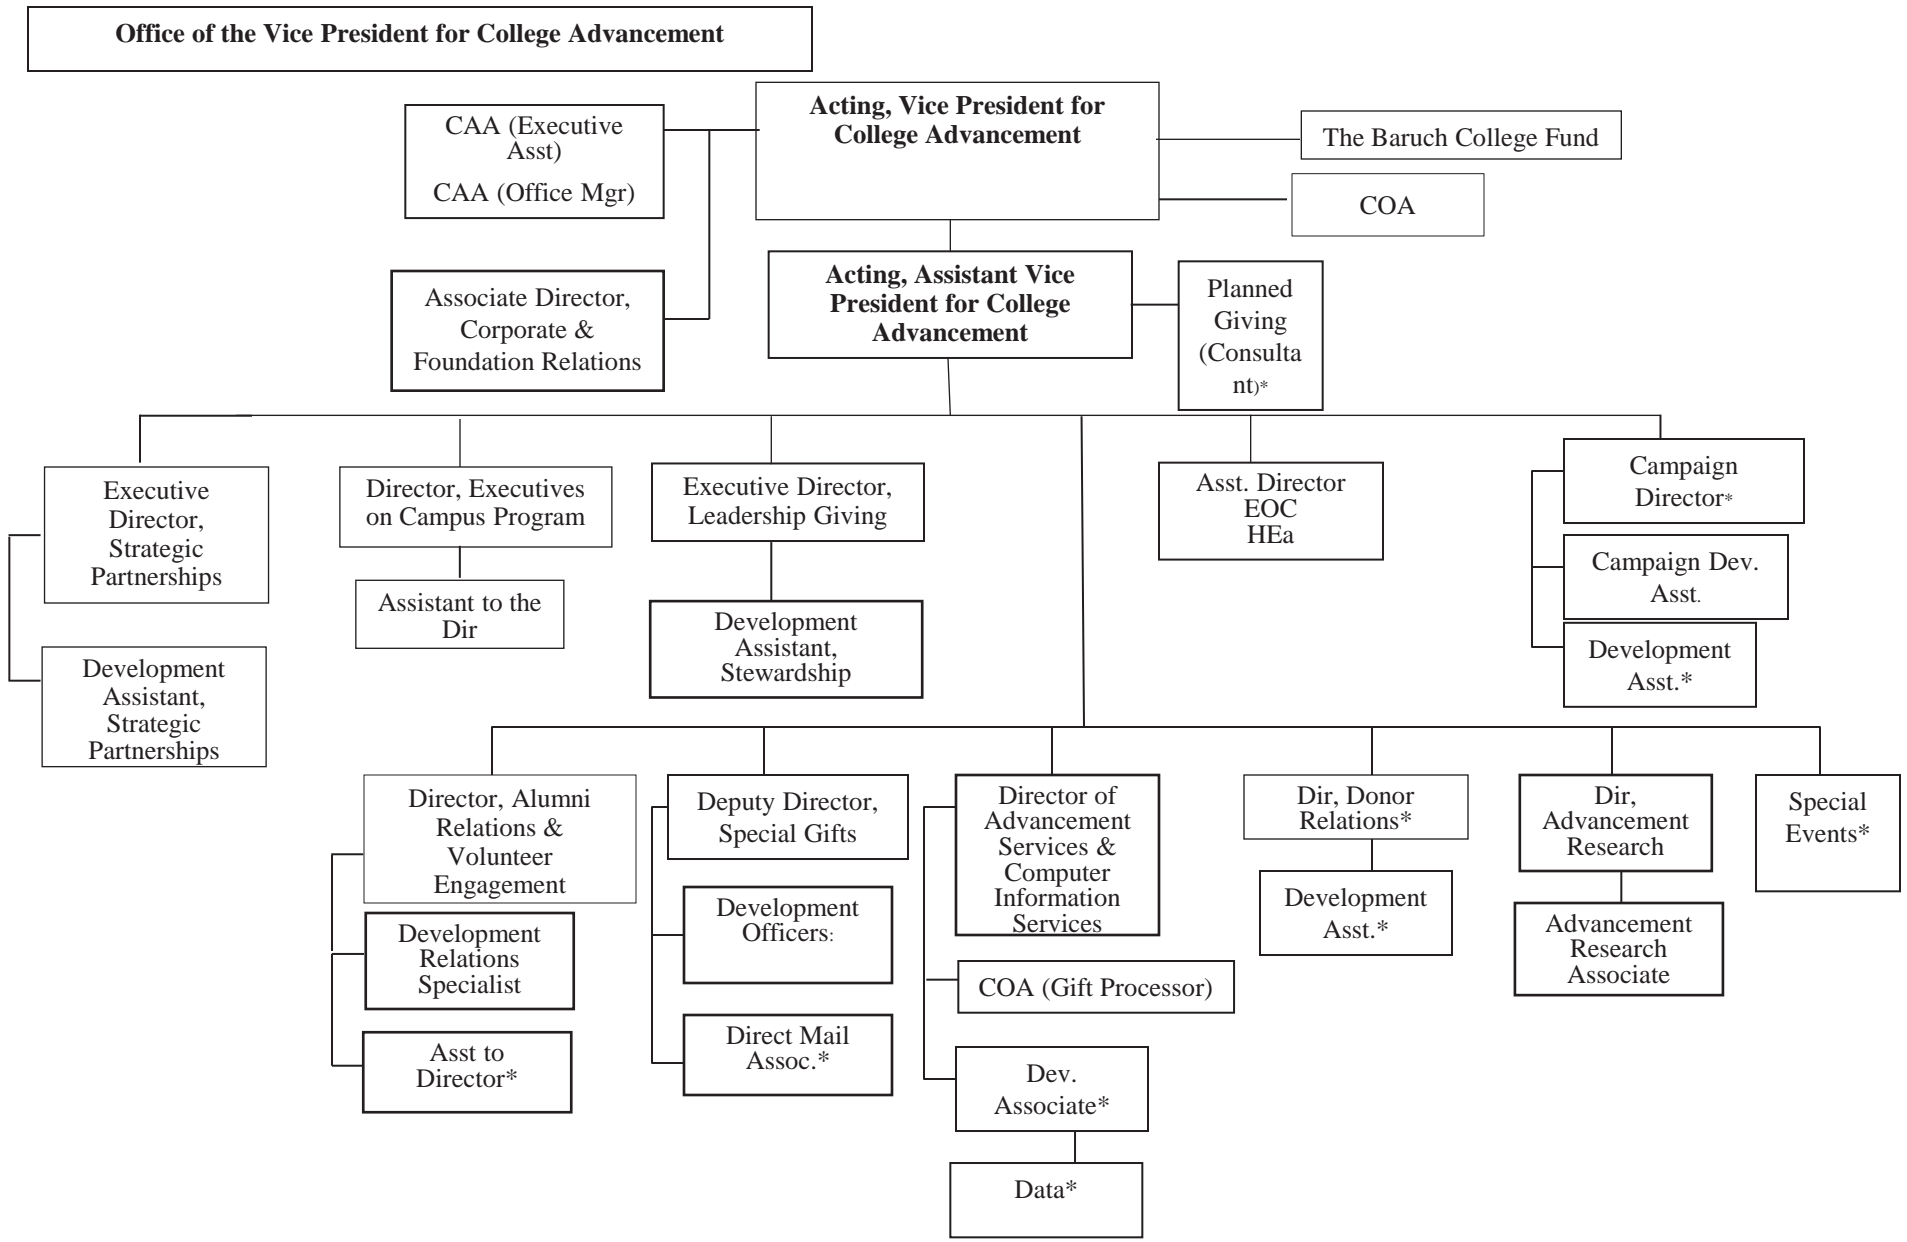 Office of the Vice President for College Advancement
Acting, Vice President for
College Advancement
CAA (Executive
Asst)
CAA (Office Mgr)
The Baruch College Fund
COA
Associate Director,
Corporate &
Foundation Relations
Acting, Assistant Vice
President for College
Advancement
Planned
Giving
(Consulta
nt)*
Executive
Director,
Strategic
Partnerships
Development
Assistant,
Strategic
Partnerships
Director, Executives
on Campus Program
Assistant to the
Dir
Executive Director,
Leadership Giving
Development
Assistant,
Stewardship
Asst. Director
EOC
HEa
Campaign
Director*
Campaign Dev.
Asst.
Development
Asst.*
Director, Alumni
Relations &
Volunteer
Engagement
Development
Relations
Specialist
Asst to
Director*
Deputy Director,
Special Gifts
Development
Officers:
Direct Mail
Assoc.*
Director of
Advancement
Services &
Computer
Information
Services
COA (Gift Processor)
Dev.
Associate*
Data*
Dir, Donor
Relations*
Development
Asst.*
Dir,
Advancement
Research
Advancement
Research
Associate
Special
Events*